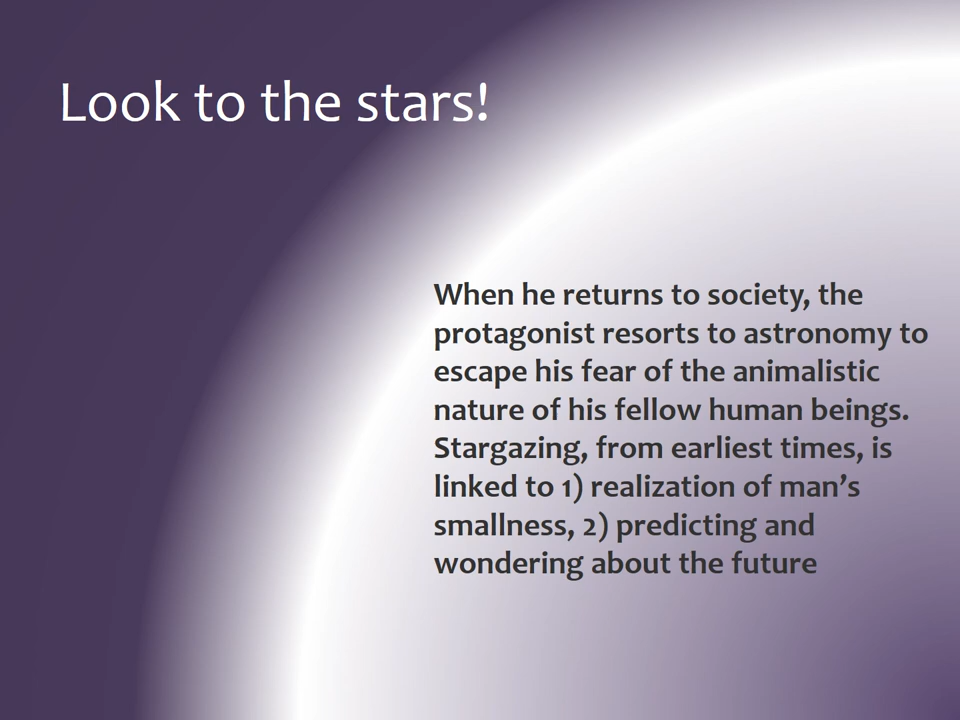 Look to the stars!
When he returns to society, the
protagonist resorts to astronomy to
escape his fear of the animalistic
nature of his fellow human beings.
Stargazing, from earliest times, is
linked to 1) realization of man’s
smallness, 2) predicting and
wondering about the future